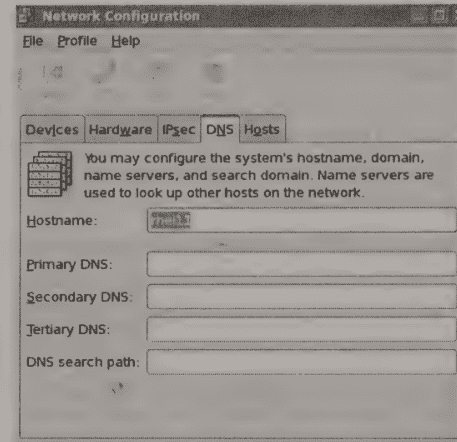 Network Configuration
File Profile Help
Devices Hardware IPsec DNS Hosts
You may configure the system's hostname, domain,
name servers, and search domain. Name servers are
used to look up other hosts on the network.
Hostname:
Primary DNS:
Secondary DNS:
Tertiary DNS:
DNS search path: